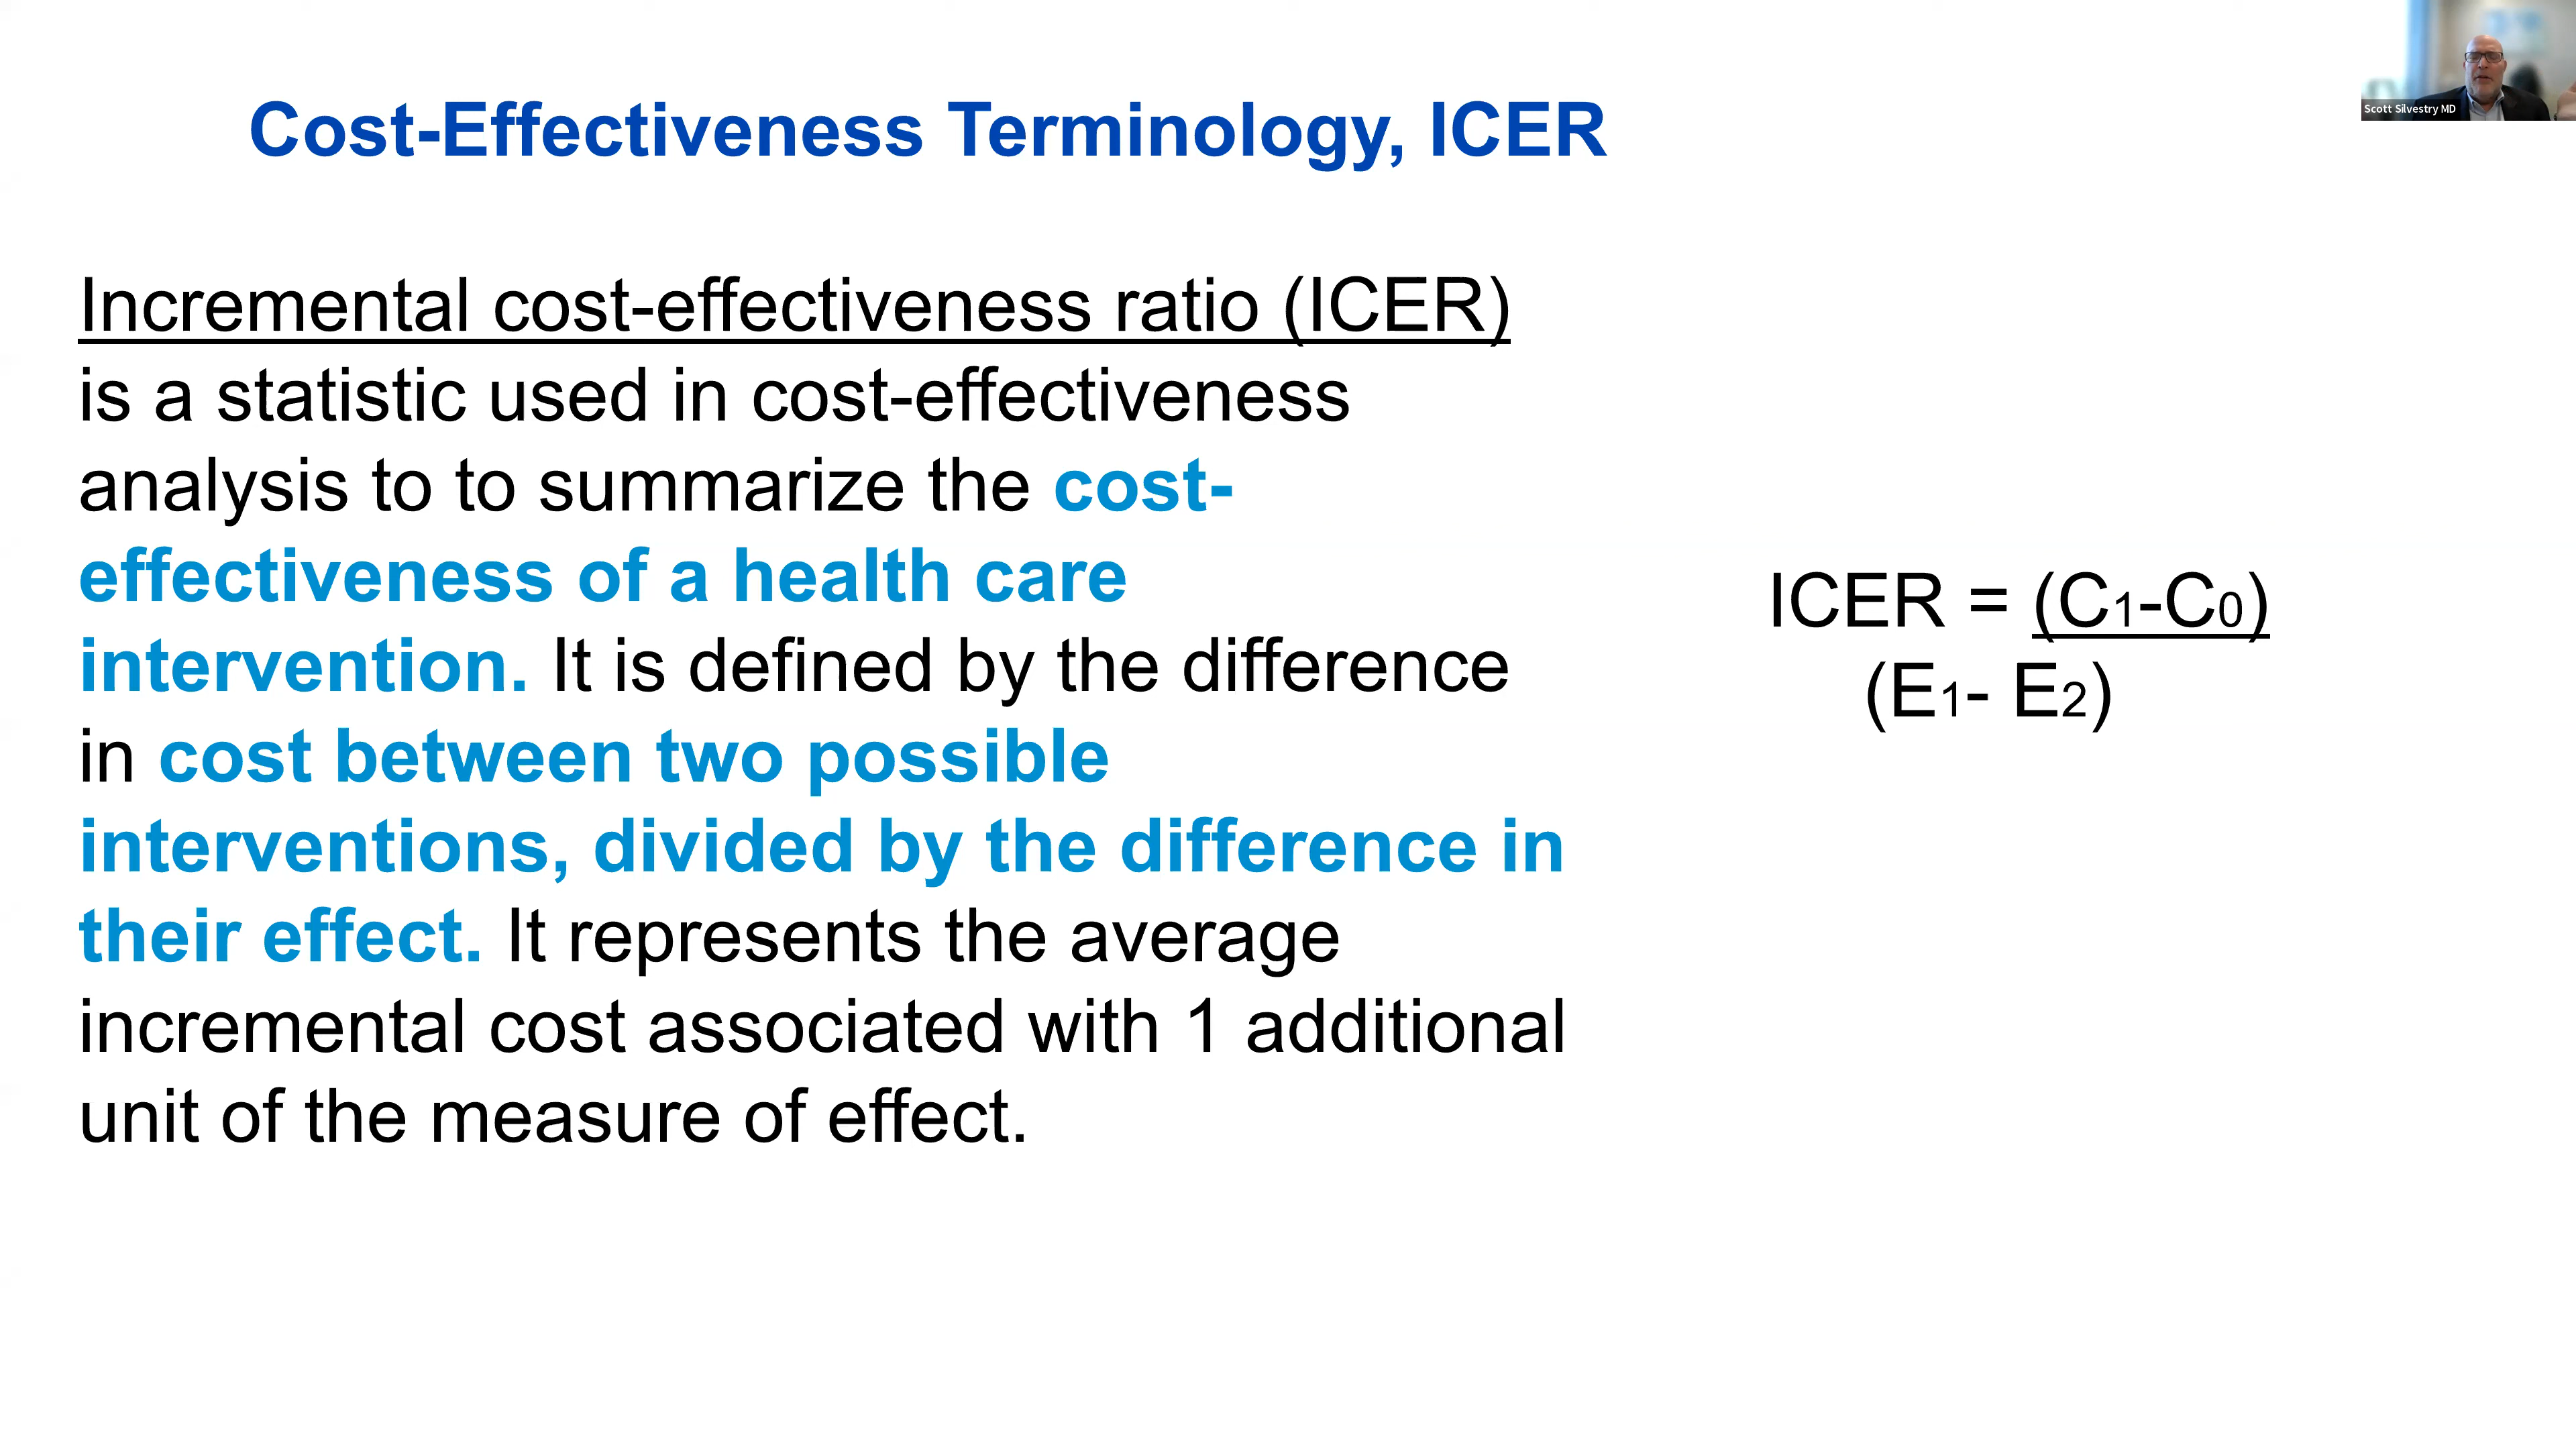 Scott Silvestry MD
Cost-Effectiveness Terminology, ICER
Incremental cost-effectiveness ratio (ICER)
is a statistic used in cost-effectiveness
analysis to to summarize the cost-
effectiveness of a health care
intervention. It is defined by the difference
in cost between two possible
interventions, divided by the difference in
their effect. It represents the average
incremental cost associated with 1 additional
unit of the measure of effect.
ICER = (C1-C0)
(E1- E2)